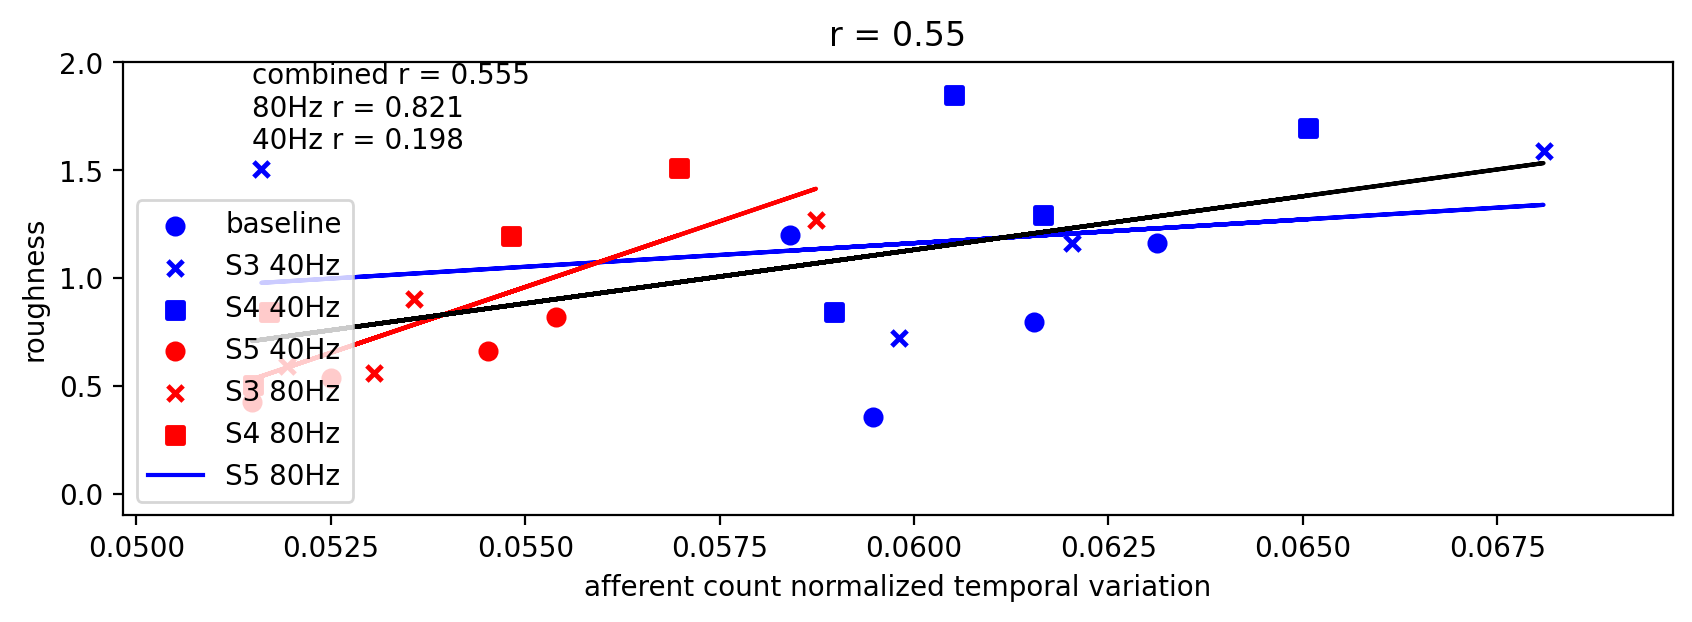 r = 0.55
combined r = 0.555
80Hz r = 0.821
40Hz r = 0.198
2.0
1.5
1.0
0.5
0.0
roughness
baseline
S3 40Hz
S4 40Hz
S5 40Hz
S3 80Hz
S4 80Hz
S5 80Hz
0.0500 0.0525 0.0550 0.0575 0.0600 0.0625 0.0650 0.0675
afferent count normalized temporal variation